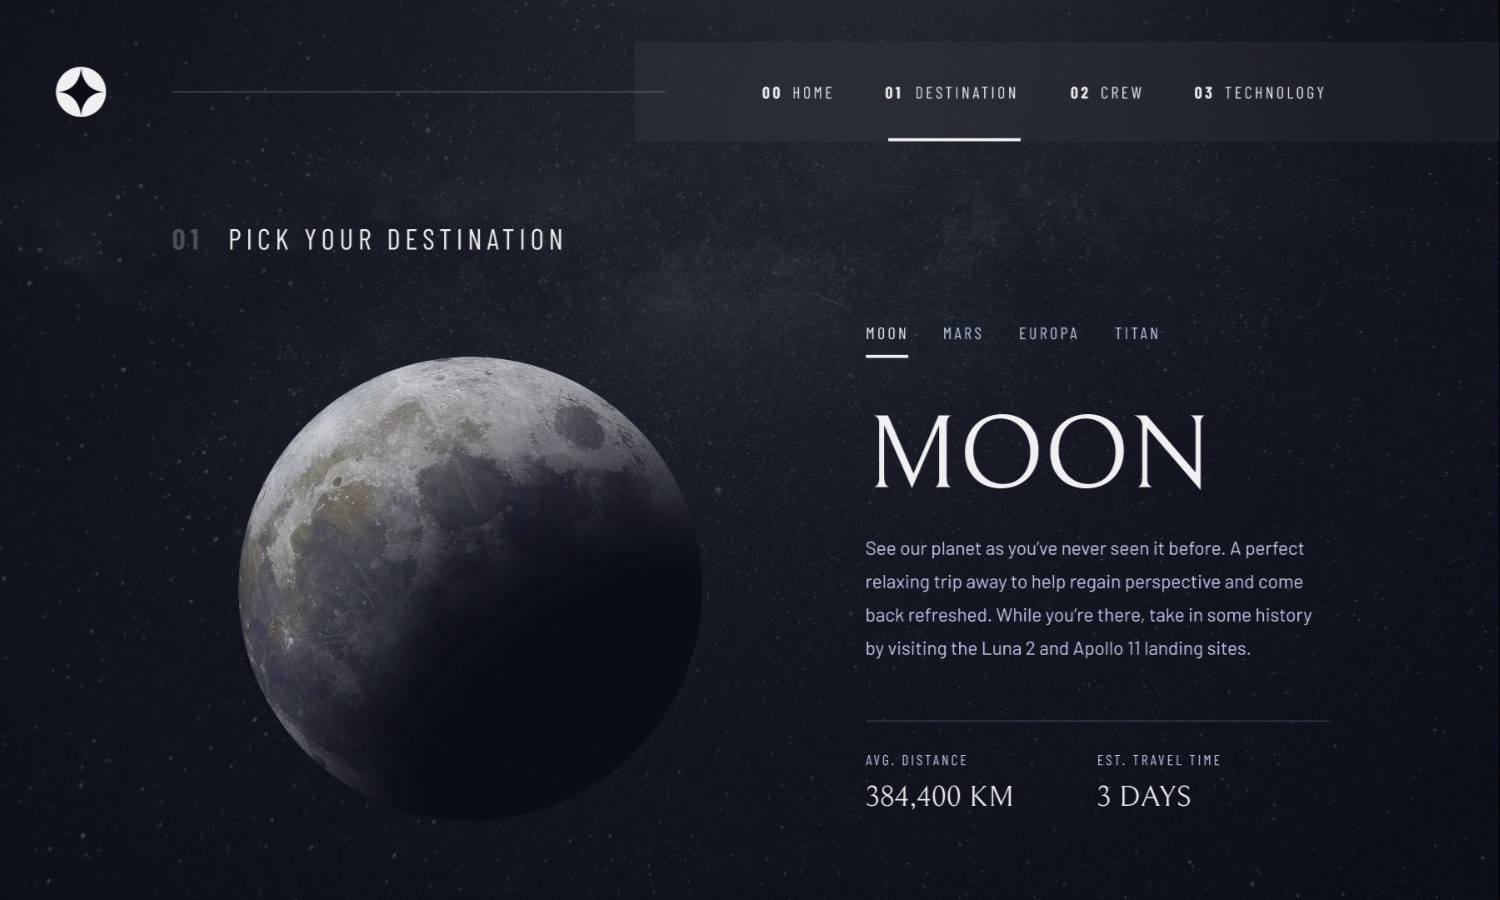 00 HOME
01 DESTINATION
02 CREW
03 TECHNOLOGY
01 PICK YOUR DESTINATION
MOON
MARS
EUROPA
TITAN
MOON
See our planet as you’ve never seen it before. A perfect
relaxing trip away to help regain perspective and come
back refreshed. While you’re there, take in some history
by visiting the Luna 2 and Apollo 11 landing sites.
AVG. DISTANCE
384,400 KM
EST. TRAVEL TIME
3 DAYS